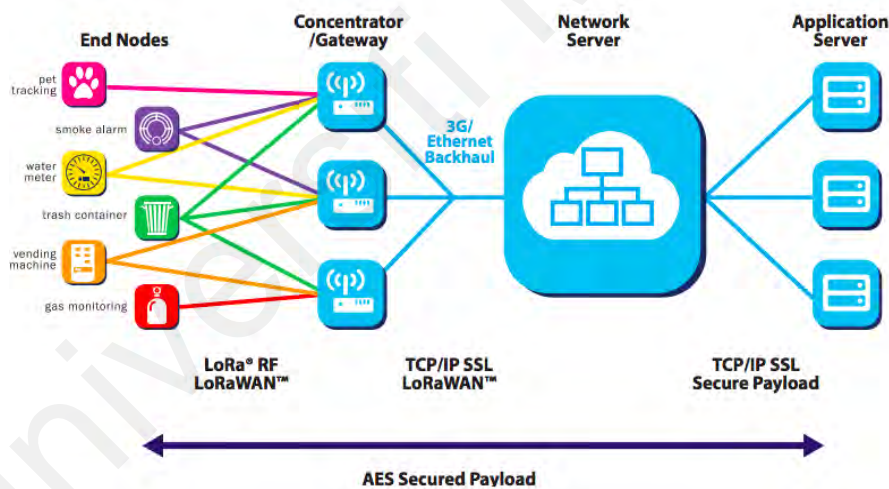 End Nodes
Concentrator
/Gateway
Network
Server
Application
Server
pet
tracking
smoke alarm
water
meter
trash container
vending
machine
gas monitoring
3G/
Ethernet
Backhaul
LoRa® RF
LoRaWAN™
TCP/IP SSL
LoRaWAN™
TCP/IP SSL
Secure Payload
AES Secured Payload